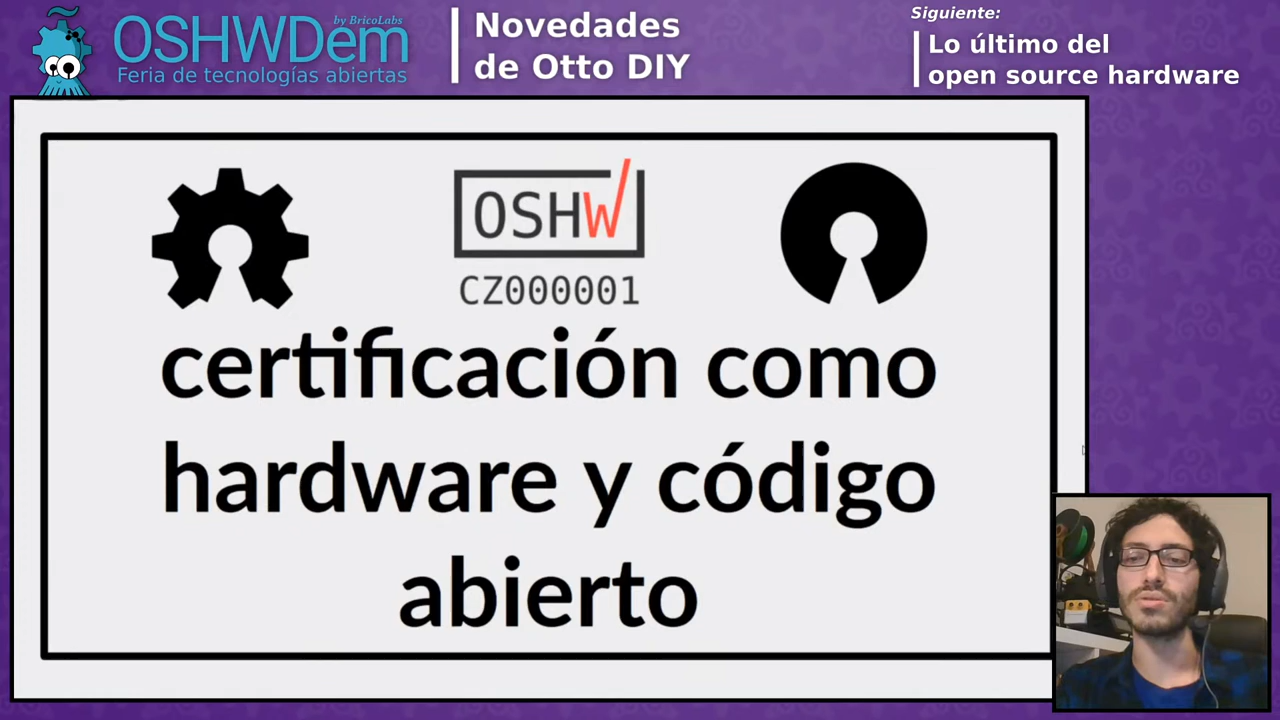 OSHWDem
by BricoLabs
Feria de tecnologías abiertas
Novedades
de Otto DIY
Siguiente:
Lo último del
open source hardware
OSHW
CZ000001
certificación como
hardware y código
abierto